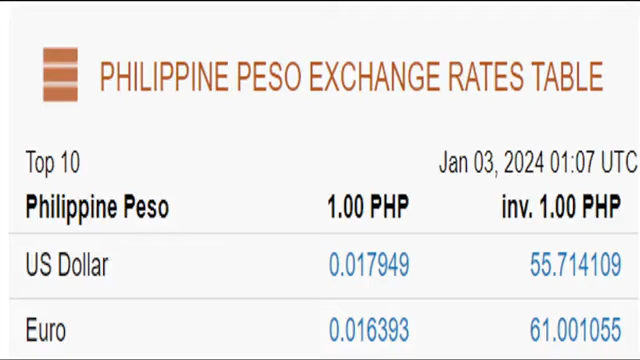 PHILIPPINE PESO EXCHANGE RATES TABLE
Top 10 Jan 03, 2024 01:07 UTC
Philippine Peso 1.00 PHP inv. 1.00 PHP
US Dollar 0.017949 55.714109
Euro 0.016393 61.001055